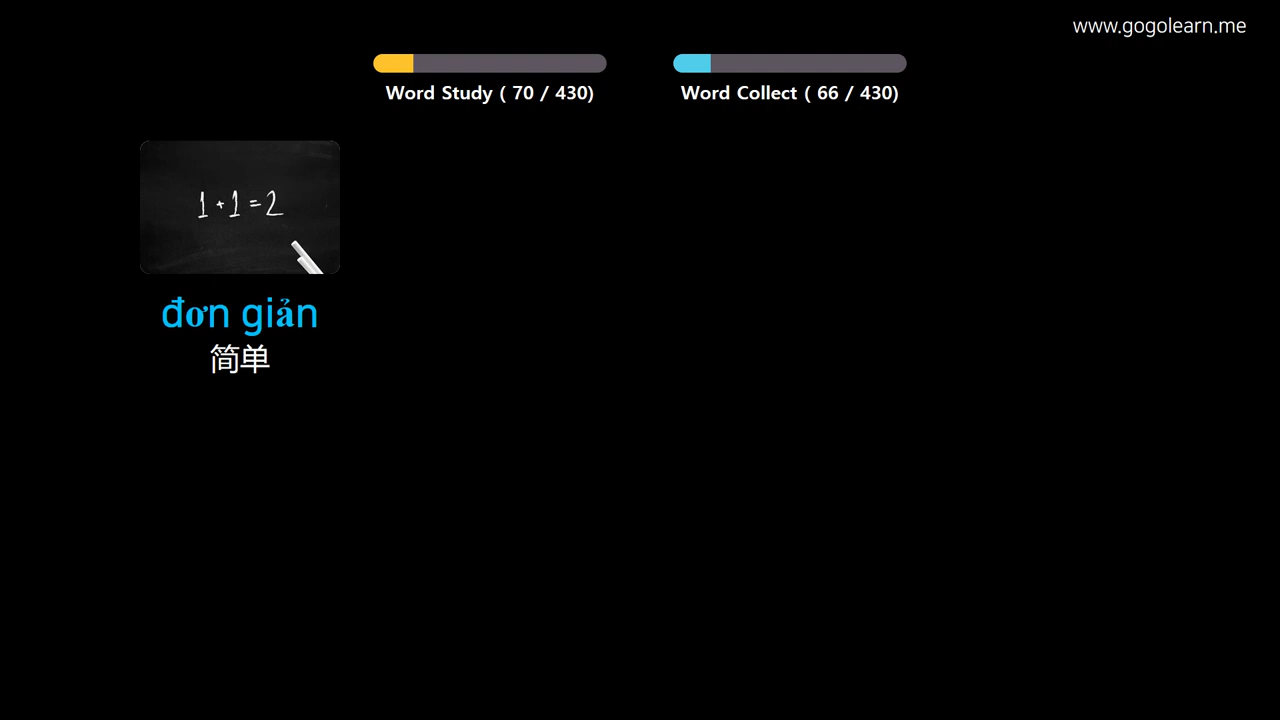 www.gogolearn.me
Word Study ( 70 / 430)
Word Collect ( 66 / 430)
1+1=2
đơn giản
简单